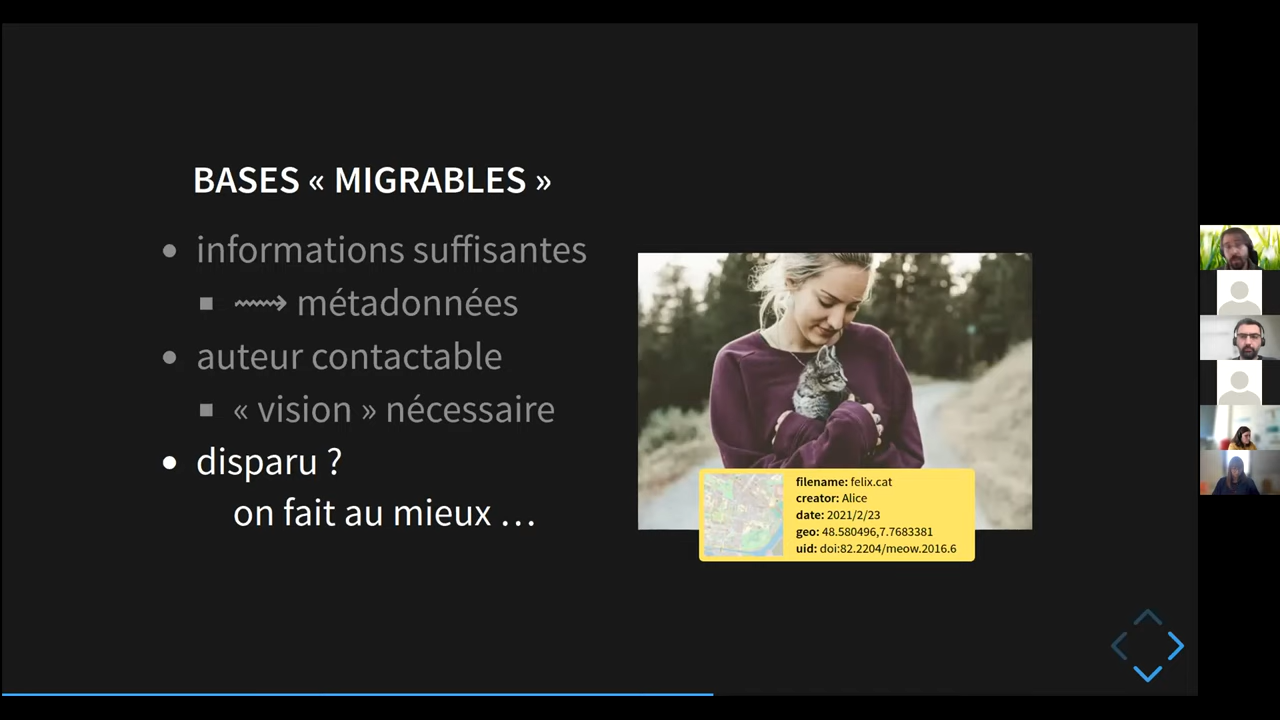 BASES « MIGRABLES »
informations suffisantes
métadonnées
auteur contactable
« vision » nécessaire
disparu ?
on fait au mieux …
filename: felix.cat
creator: Alice
date: 2021/2/23
geo: 48.580496,7.7683381
uid: doi:82.2204/meow.2016.6